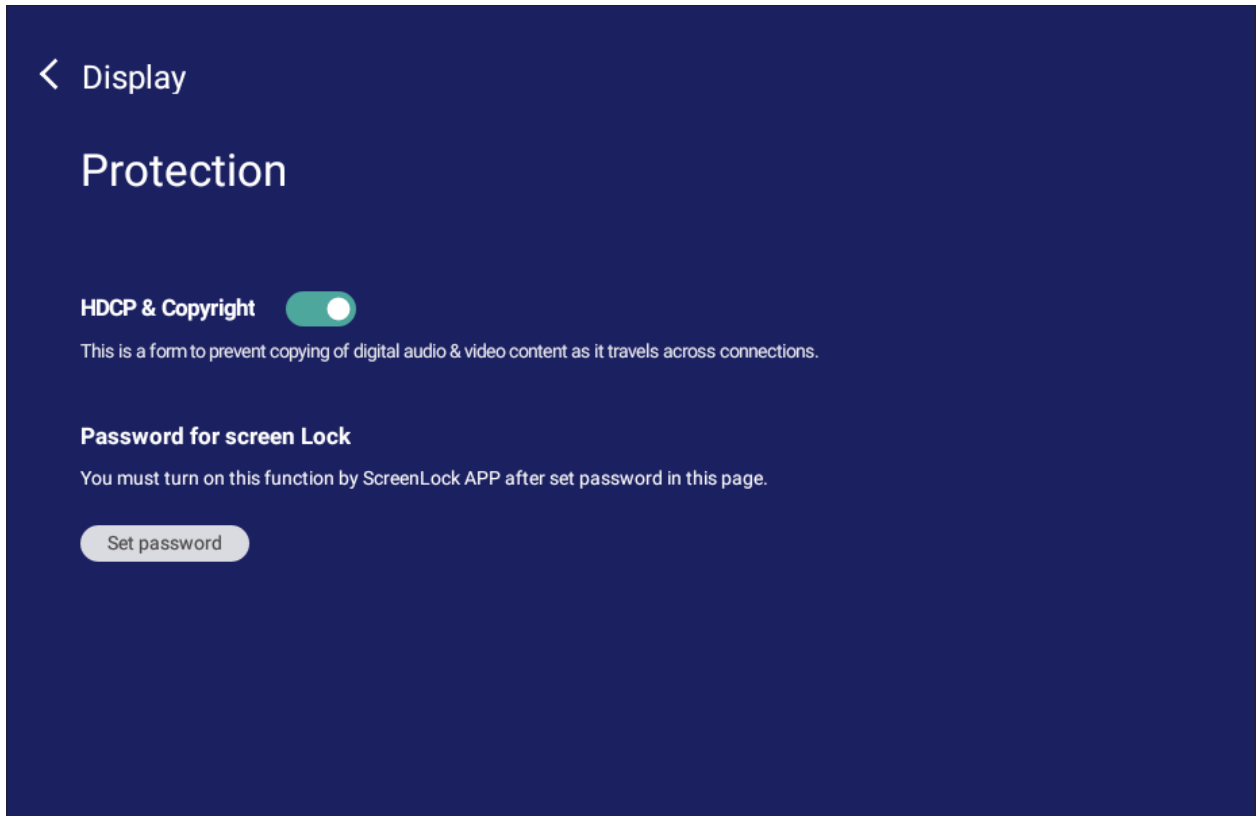 Display
Protection
HDCP & Copyright
This is a form to prevent copying of digital audio & video content as it travels across connections.
Password for screen Lock
You must turn on this function by ScreenLock APP after set password in this page.
Set password